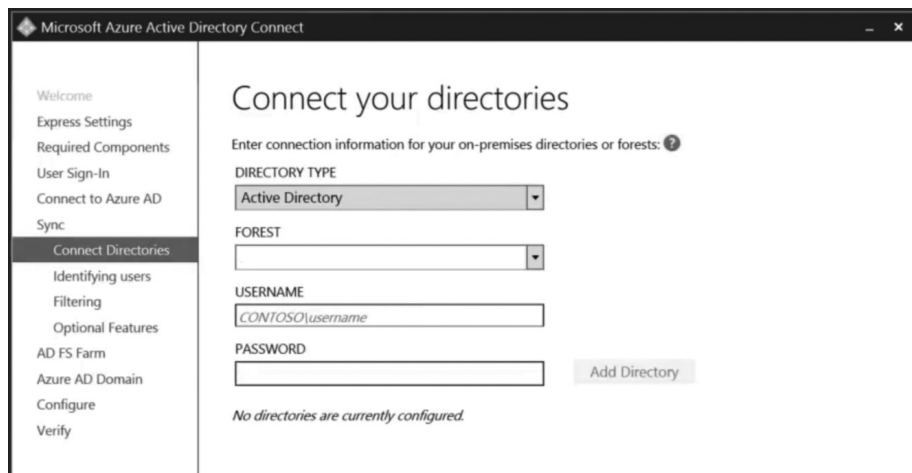 Microsoft Azure Active Directory Connect
Welcome
Express Settings
Required Components
User Sign-In
Connect to Azure AD
Sync
Connect Directories
Identifying users
Filtering
Optional Features
AD FS Farm
Azure AD Domain
Configure
Verify
Connect your directories
Enter connection information for your on-premises directories or forests: ?
DIRECTORY TYPE
Active Directory
FOREST
USERNAME
CONTOSO\username
PASSWORD
Add Directory
No directories are currently configured.